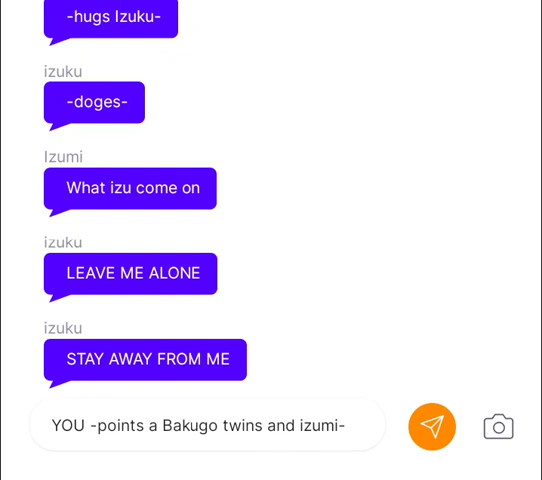 -hugs Izuku-
izuku
-doges-
Izumi
What izu come on
izuku
LEAVE ME ALONE
izuku
STAY AWAY FROM ME
YOU -points a Bakugo twins and izumi-